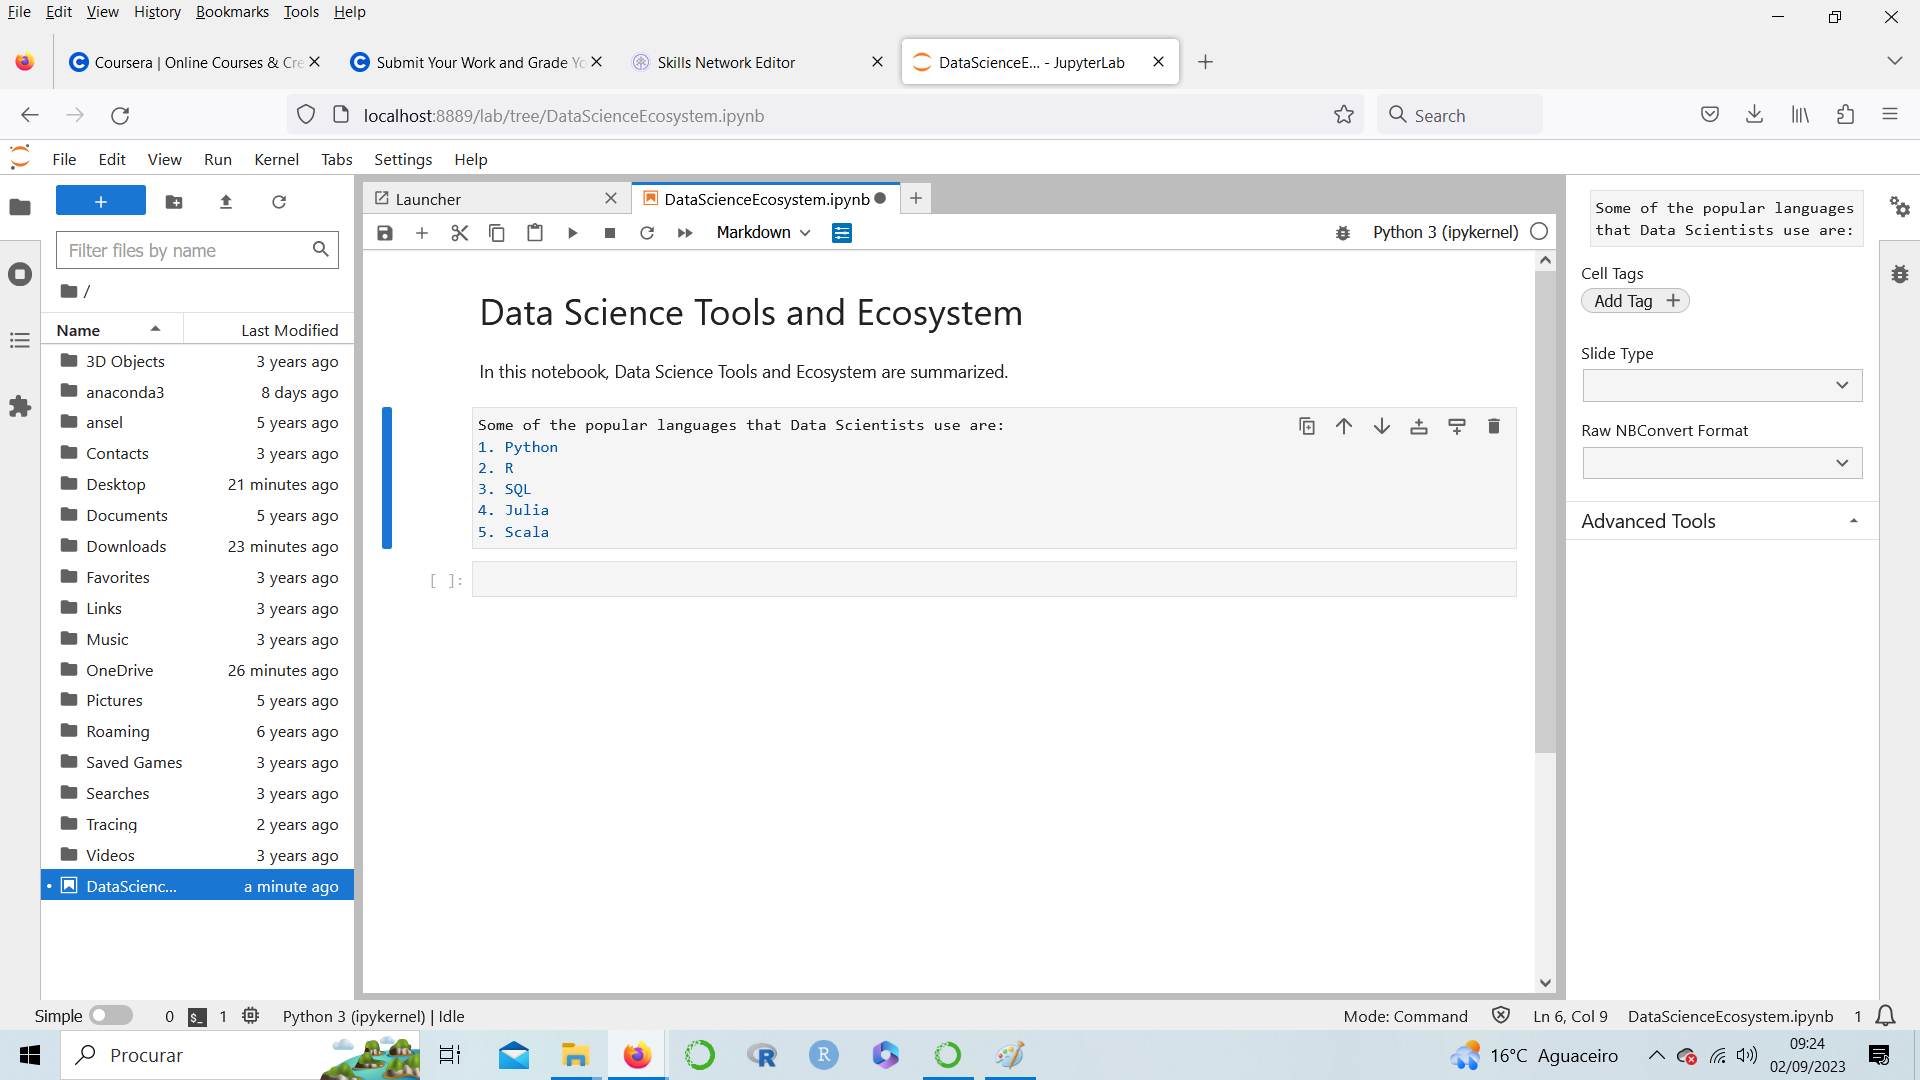 File Edit View History Bookmarks Tools Help
Coursera | Online Courses & Cre
Submit Your Work and Grade Yo
Skills Network Editor
DataScienceE... - JupyterLab
localhost:8889/lab/tree/DataScienceEcosystem.ipynb
Search
File Edit View Run Kernel Tabs Settings Help
Filter files by name
/
Name Last Modified
3D Objects 3 years ago
anaconda3 8 days ago
ansel 5 years ago
Contacts 3 years ago
Desktop 21 minutes ago
Documents 5 years ago
Downloads 23 minutes ago
Favorites 3 years ago
Links 3 years ago
Music 3 years ago
OneDrive 26 minutes ago
Pictures 5 years ago
Roaming 6 years ago
Saved Games 3 years ago
Searches 3 years ago
Tracing 2 years ago
Videos 3 years ago
DataScienc... a minute ago
Launcher
DataScienceEcosystem.ipynb
Markdown
Python 3 (ipykernel)
Data Science Tools and Ecosystem
In this notebook, Data Science Tools and Ecosystem are summarized.
Some of the popular languages that Data Scientists use are:
1. Python
2. R
3. SQL
4. Julia
5. Scala
[ ]:
Some of the popular languages
that Data Scientists use are:
Cell Tags
Add Tag +
Slide Type
Raw NBConvert Format
Advanced Tools
Simple 0 $_ 1 Python 3 (ipykernel) | Idle
Mode: Command Ln 6, Col 9 DataScienceEcosystem.ipynb 1
Procurar
R
R
16°C Aguaceiro
09:24
02/09/2023